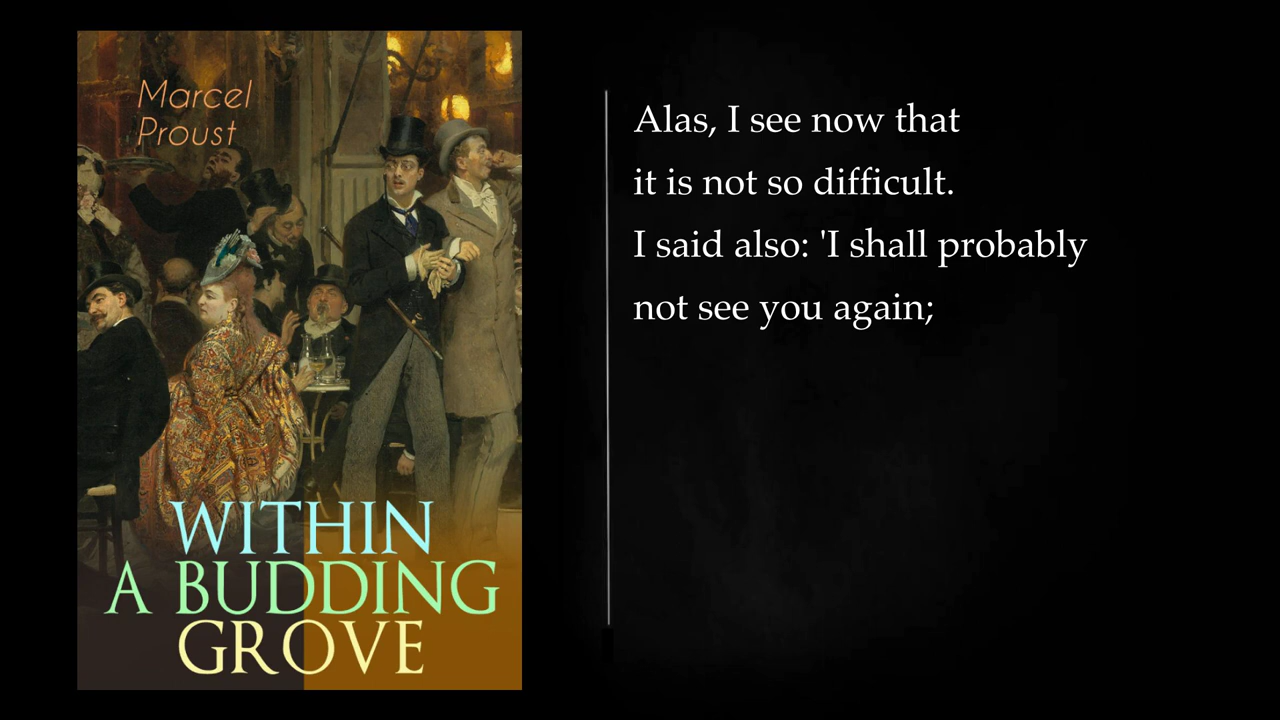 Marcel
Proust
WITHIN
A BUDDING
GROVE
Alas, I see now that
it is not so difficult.
I said also: 'I shall probably
not see you again;